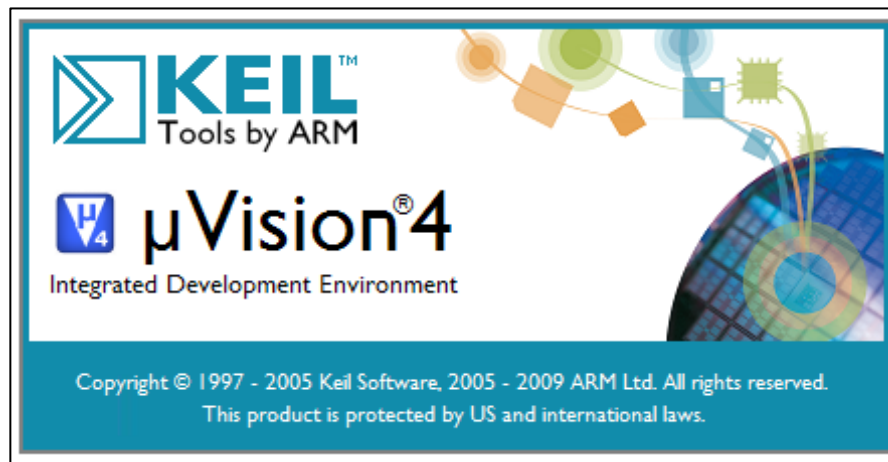 KEIL™
Tools by ARM
μ4
μVision®4
Integrated Development Environment
Copyright © 1997 - 2005 Keil Software, 2005 - 2009 ARM Ltd. All rights reserved.
This product is protected by US and international laws.